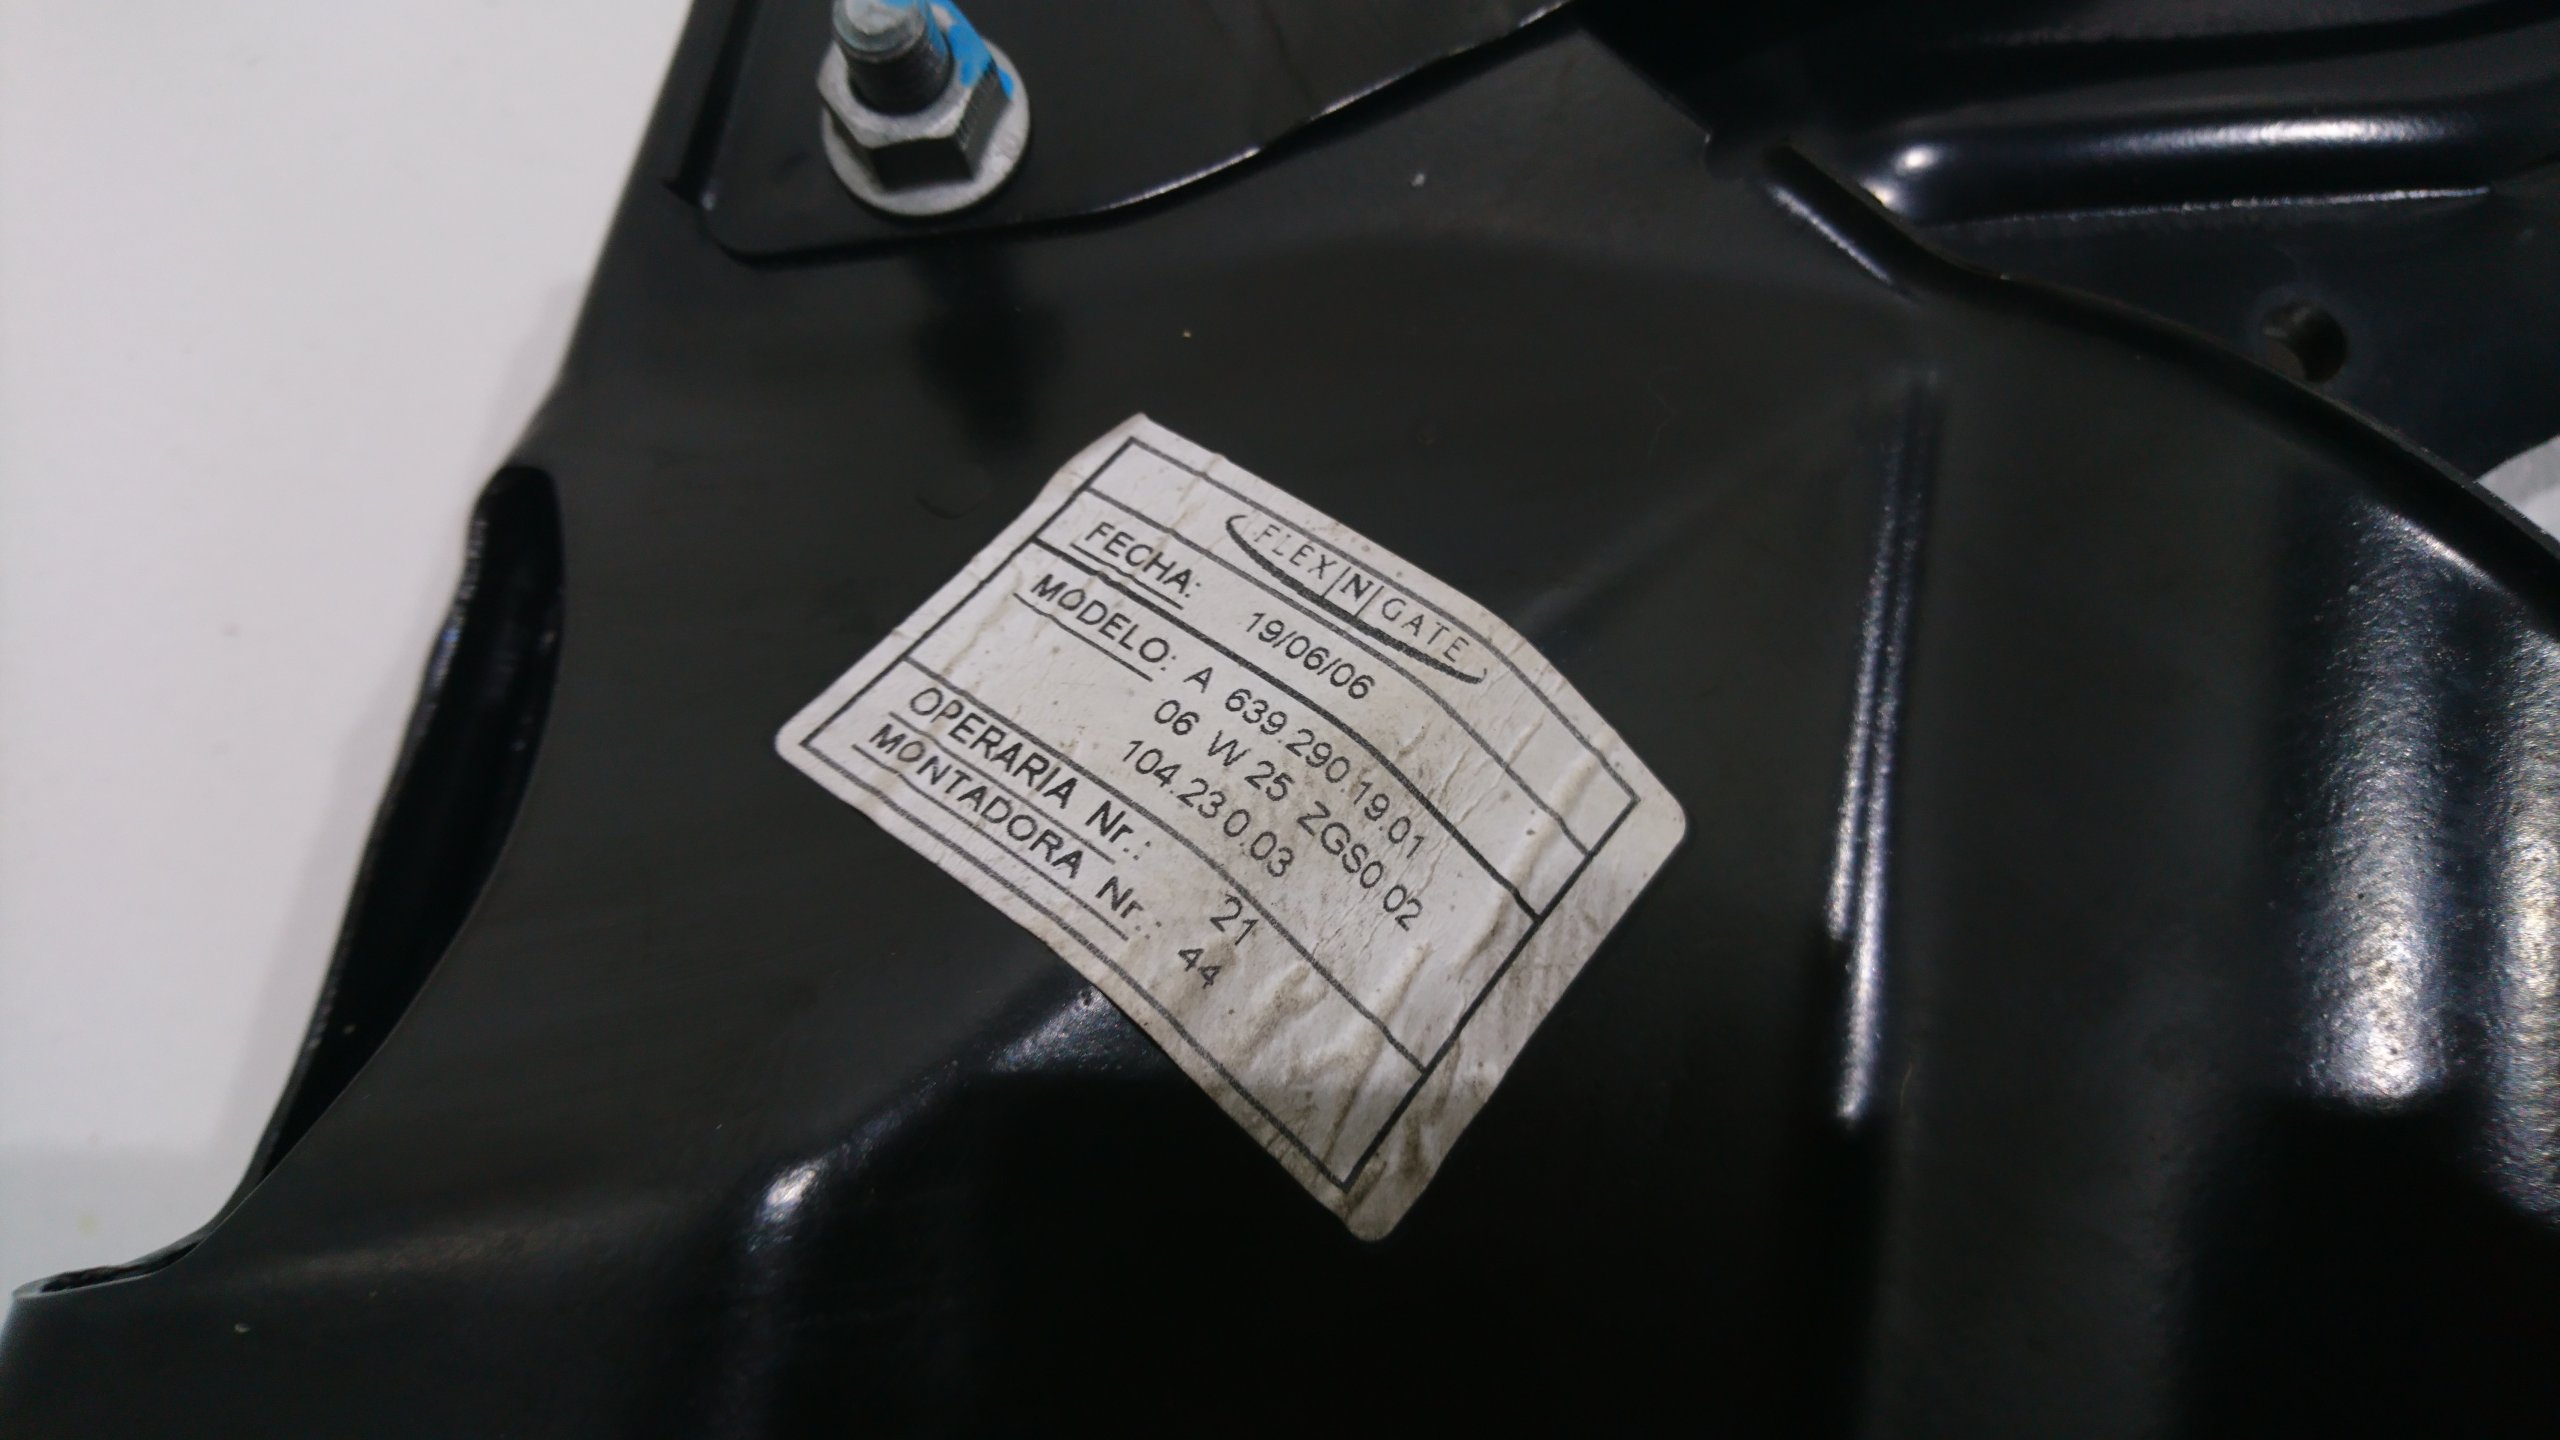 FLEX|N|GATE
FECHA: 19/06/06
MODELO: A 639.290.19.01
06 W 25 ZGS0 02
104.23 0.03
OPERARIA Nr.: 21
MONTADORA Nr.: 44